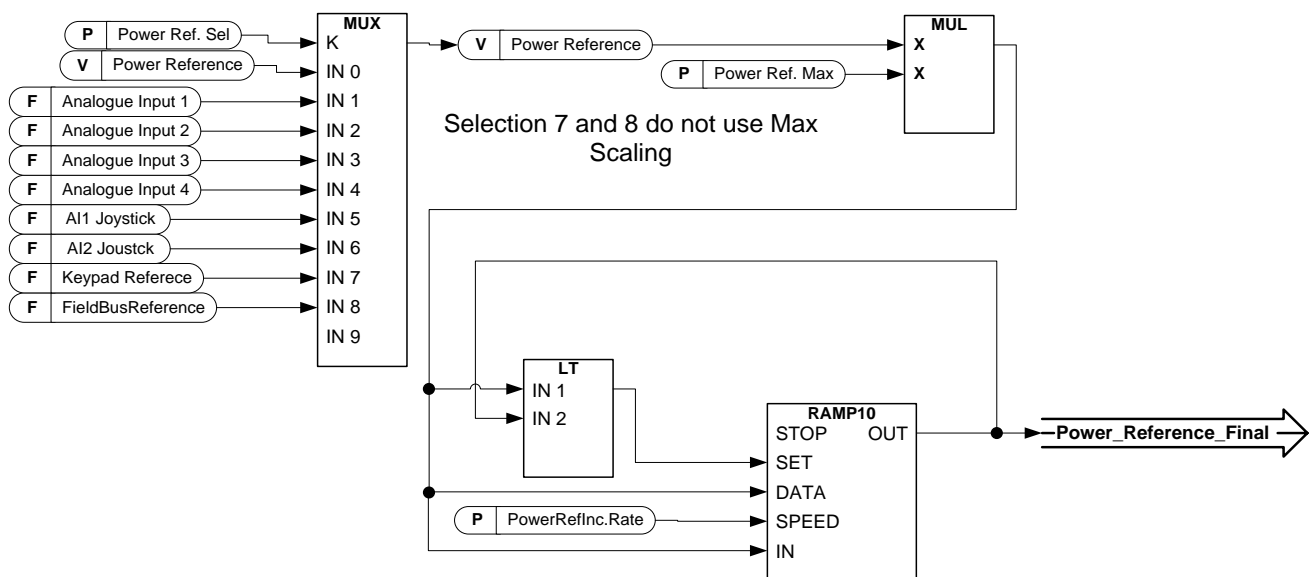 MUX
P Power Ref. Sel
K
V Power Reference
IN 0
F Analogue Input 1
IN 1
F Analogue Input 2
IN 2
F Analogue Input 3
IN 3
F Analogue Input 4
IN 4
F AI1 Joystick
IN 5
F AI2 Joustck
IN 6
F Keypad Referece
IN 7
F FieldBusReference
IN 8
IN 9
V Power Reference
P Power Ref. Max
MUL
X
X
Selection 7 and 8 do not use Max
Scaling
LT
IN 1
IN 2
P PowerRefInc.Rate
RAMP10
STOP OUT
SET
DATA
SPEED
IN
Power_Reference_Final